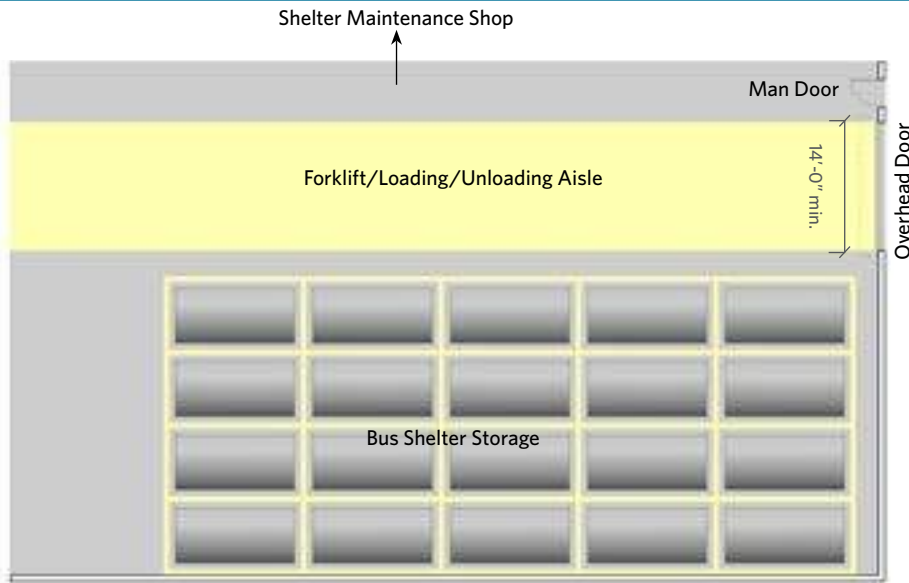 Shelter Maintenance Shop
Man Door
Overhead Door
14'-0" min.
Forklift/Loading/Unloading Aisle
Bus Shelter Storage